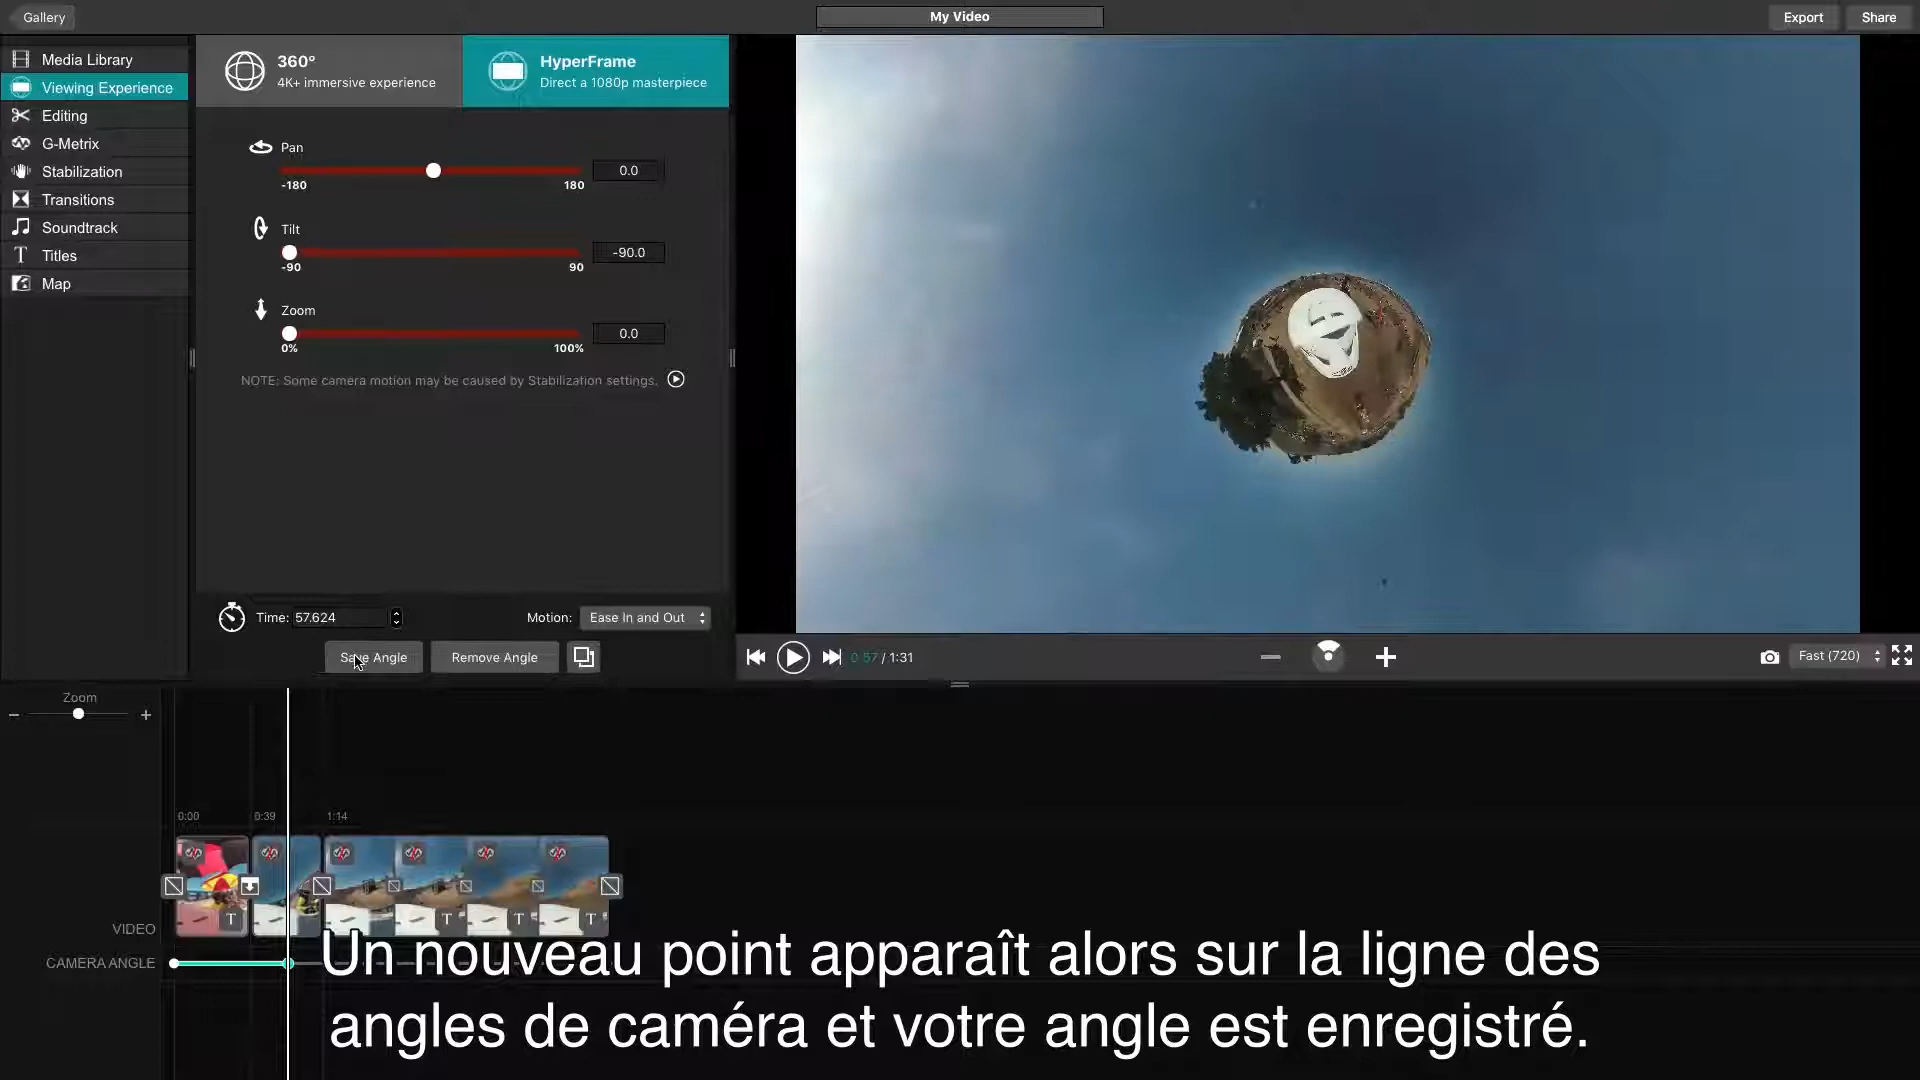 Gallery
My Video
Export
Share
Media Library
Viewing Experience
Editing
G-Metrix
Stabilization
Transitions
Soundtrack
Titles
Map
360°
4K+ immersive experience
HyperFrame
Direct a 1080p masterpiece
Pan
0.0
-180 180
Tilt
-90.0
-90 90
Zoom
0.0
0% 100%
NOTE: Some camera motion may be caused by Stabilization settings.
Time: 57.624
Motion: Ease In and Out
Save Angle
Remove Angle
0:57 / 1:31
Fast (720)
Zoom
0:00 0:39 1:14
T T T T
VIDEO
CAMERA ANGLE
Un nouveau point apparaît alors sur la ligne des
angles de caméra et votre angle est enregistré.